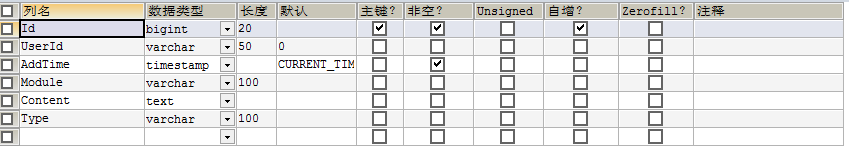 列名 数据类型 长度 默认 主键? 非空? Unsigned 自增? Zerofill? 注释
Id bigint 20
UserId varchar 50 0
AddTime timestamp CURRENT_TIM
Module varchar 100
Content text
Type varchar 100